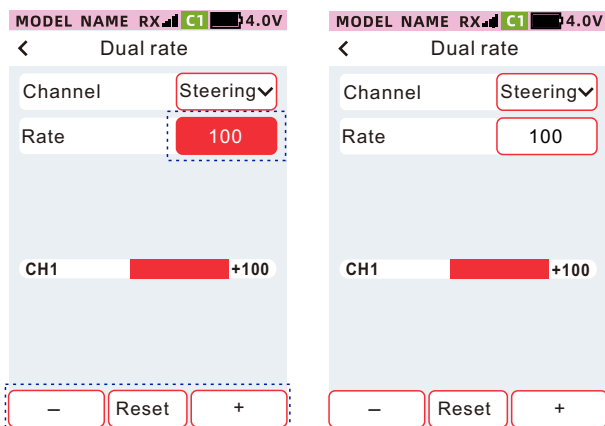 MODEL NAME RX C1 4.0V
Dual rate
Channel Steering
Rate 100
CH1 +100
– Reset +
MODEL NAME RX C1 4.0V
Dual rate
Channel Steering
Rate 100
CH1 +100
– Reset +